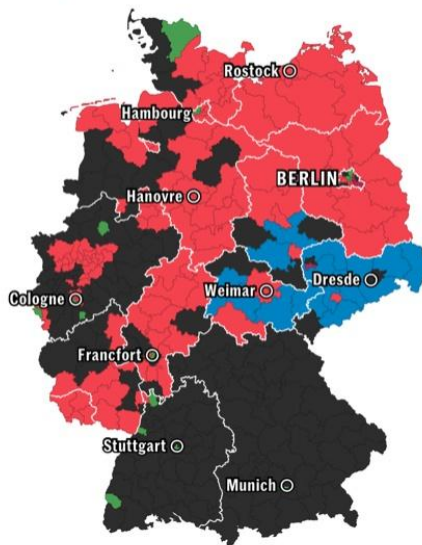 Rostock
Hambourg
BERLIN
Hanovre
Dresde
Weimar
Cologne
Francfort
Stuttgart
Munich